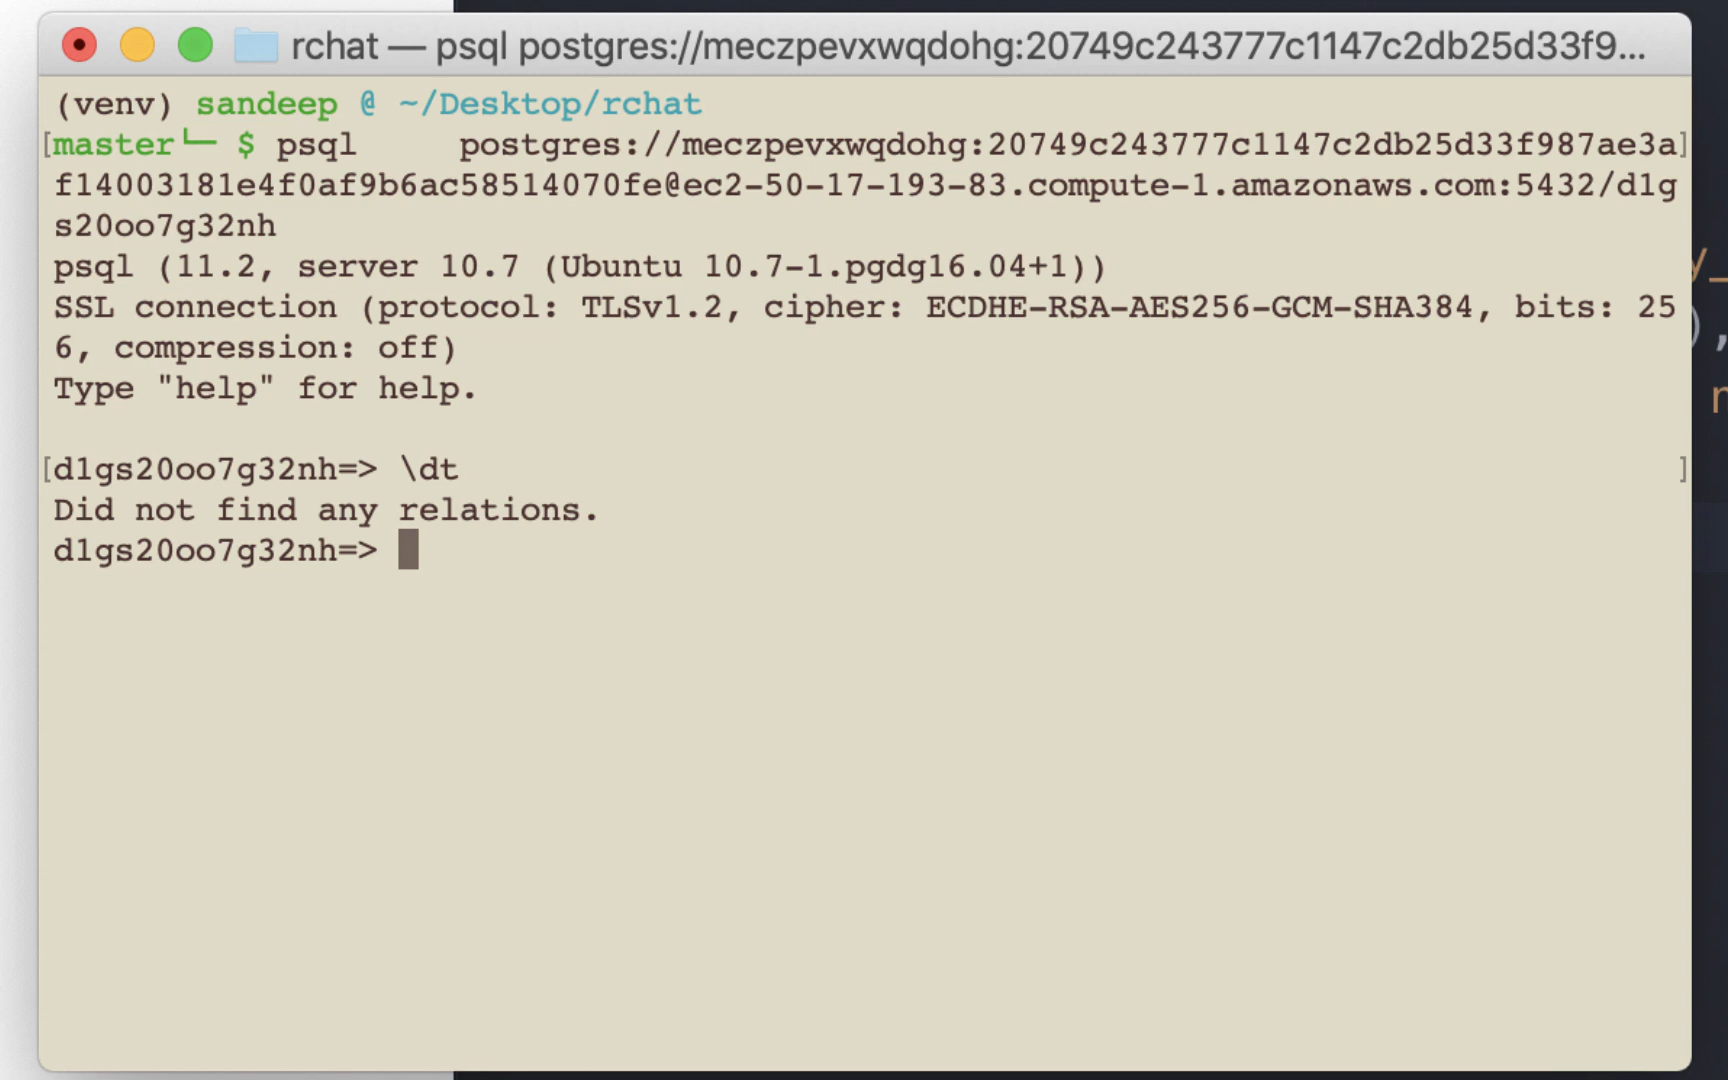 rchat — psql postgres://meczpevxwqdohg:20749c243777c1147c2db25d33f9...
(venv) sandeep @ ~/Desktop/rchat
[master└─ $ psql     postgres://meczpevxwqdohg:20749c243777c1147c2db25d33f987ae3a]
f14003181e4f0af9b6ac58514070fe@ec2-50-17-193-83.compute-1.amazonaws.com:5432/d1g
s20oo7g32nh
psql (11.2, server 10.7 (Ubuntu 10.7-1.pgdg16.04+1))
SSL connection (protocol: TLSv1.2, cipher: ECDHE-RSA-AES256-GCM-SHA384, bits: 25
6, compression: off)
Type "help" for help.
[d1gs20oo7g32nh=> \dt ]
Did not find any relations.
d1gs20oo7g32nh=>